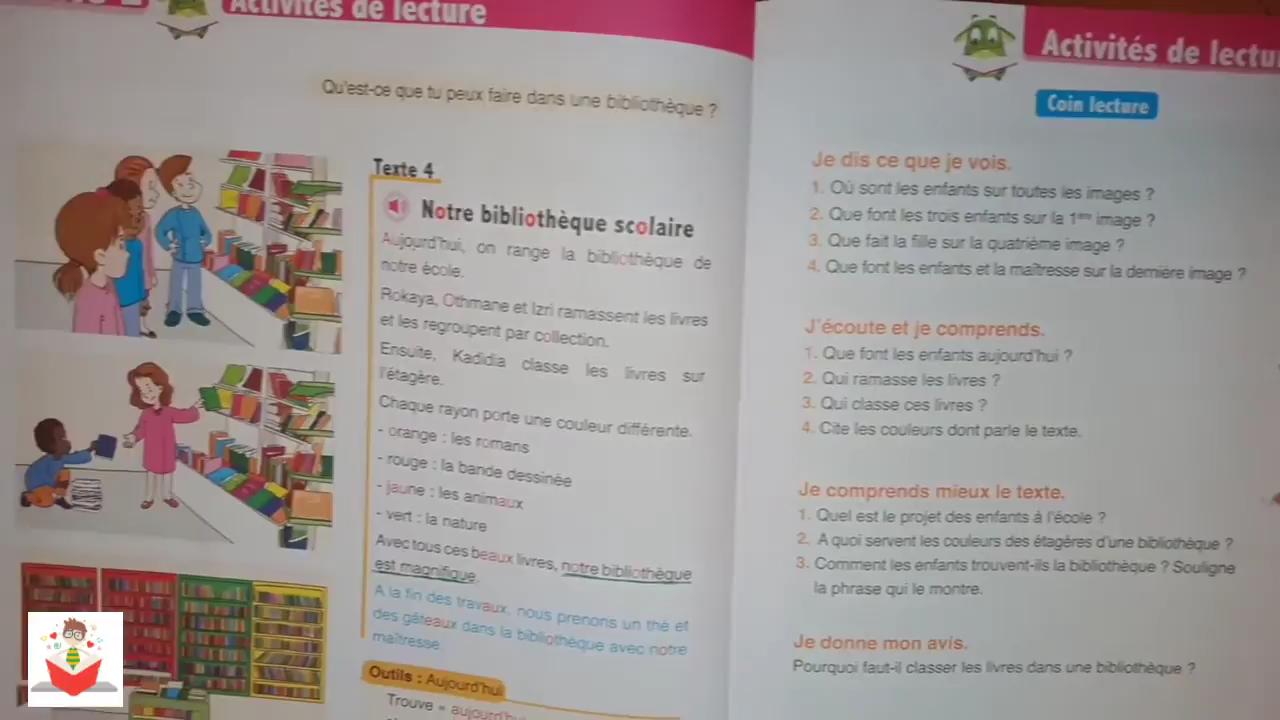 Activités de lecture
Qu'est-ce que tu peux faire dans une bibliothèque ?
Texte 4
Notre bibliothèque scolaire
Aujourd'hui, on range la bibliothèque de
notre école.
Rokaya, Othmane et Izri ramassent les livres
et les regroupent par collection.
Ensuite, Kadidia classe les livres sur
l'étagère.
Chaque rayon porte une couleur différente.
- orange : les romans
- rouge : la bande dessinée
- jaune : les animaux
- vert : la nature
Avec tous ces beaux livres, notre bibliothèque
est magnifique.
A la fin des travaux, nous prenons un thé et
des gâteaux dans la bibliothèque avec notre
maîtresse.
Outils : Aujourd'hui
Trouve « aujourd'hui
Activités de lectu
Coin lecture
Je dis ce que je vois.
1. Où sont les enfants sur toutes les images ?
2. Que font les trois enfants sur la 1ère image ?
3. Que fait la fille sur la quatrième image ?
4. Que font les enfants et la maîtresse sur la dernière image ?
J'écoute et je comprends.
1. Que font les enfants aujourd'hui ?
2. Qui ramasse les livres ?
3. Qui classe ces livres ?
4. Cite les couleurs dont parle le texte.
Je comprends mieux le texte.
1. Quel est le projet des enfants à l'école ?
2. A quoi servent les couleurs des étagères d'une bibliothèque ?
3. Comment les enfants trouvent-ils la bibliothèque ? Souligne
la phrase qui le montre.
Je donne mon avis.
Pourquoi faut-il classer les livres dans une bibliothèque ?